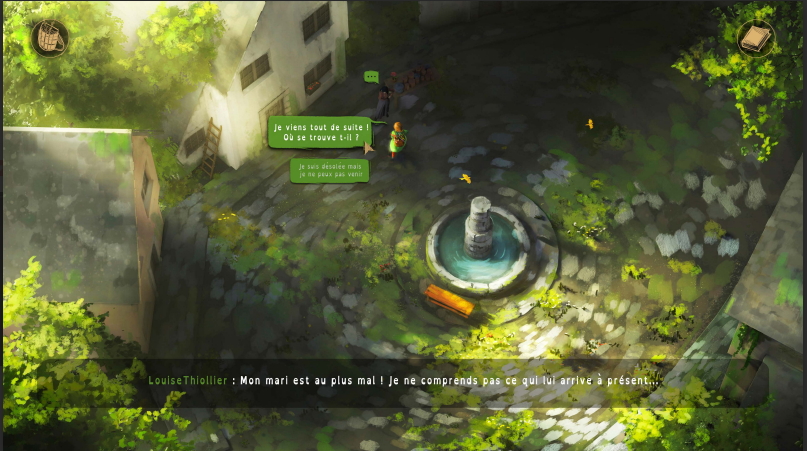 Je viens tout de suite !
Où se trouve t-il ?
Je suis désolée mais
je ne peux pas venir
LouiseThiollier : Mon mari est au plus mal ! Je ne comprends pas ce qui lui arrive à présent...